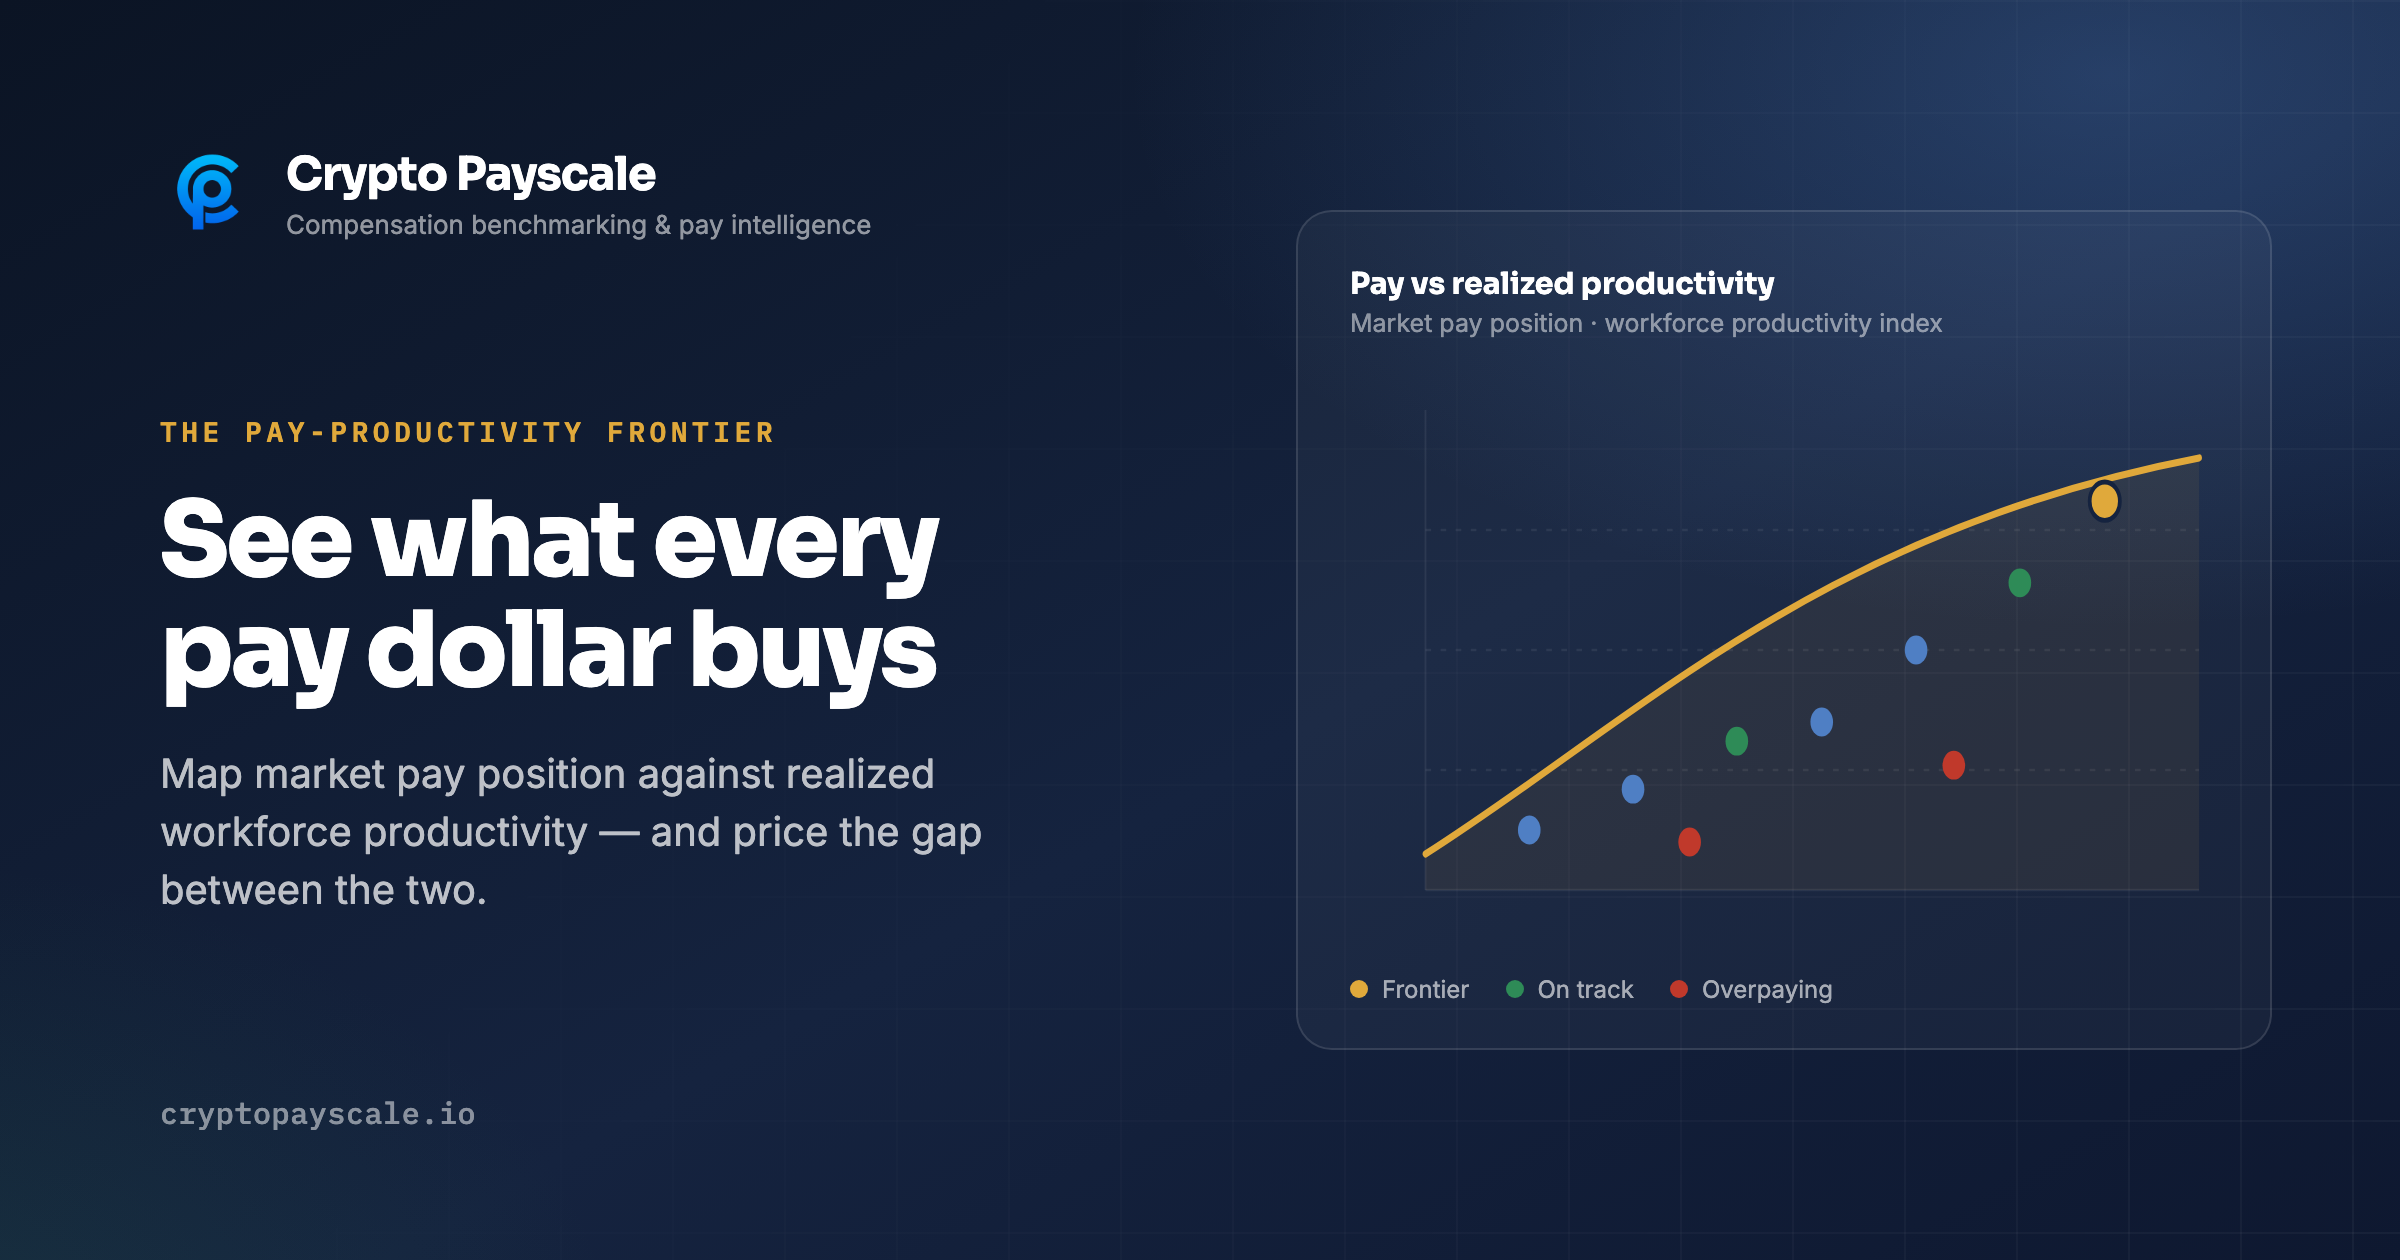 Crypto Payscale
Compensation benchmarking & pay intelligence
THE PAY-PRODUCTIVITY FRONTIER
See what every
pay dollar buys
Map market pay position against realized
workforce productivity — and price the gap
between the two.
cryptopayscale.io
Pay vs realized productivity
Market pay position · workforce productivity index
Frontier
On track
Overpaying